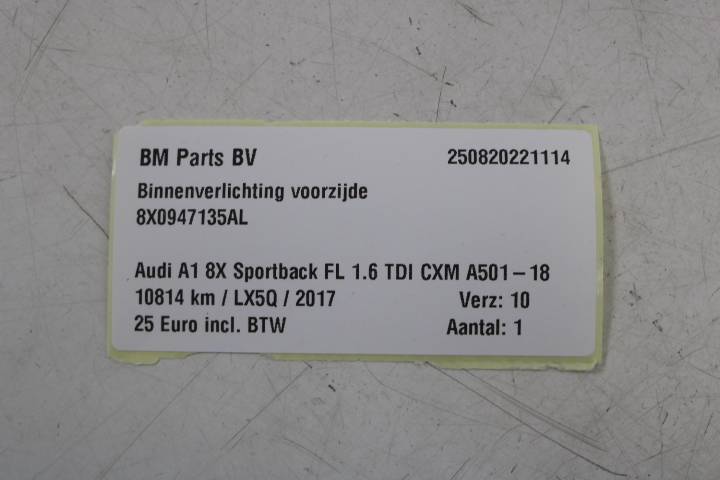 BM Parts BV 250820221114
Binnenverlichting voorzijde
8X0947135AL
Audi A1 8X Sportback FL 1.6 TDI CXM A501-18
10814 km / LX5Q / 2017 Verz: 10
25 Euro incl. BTW Aantal: 1